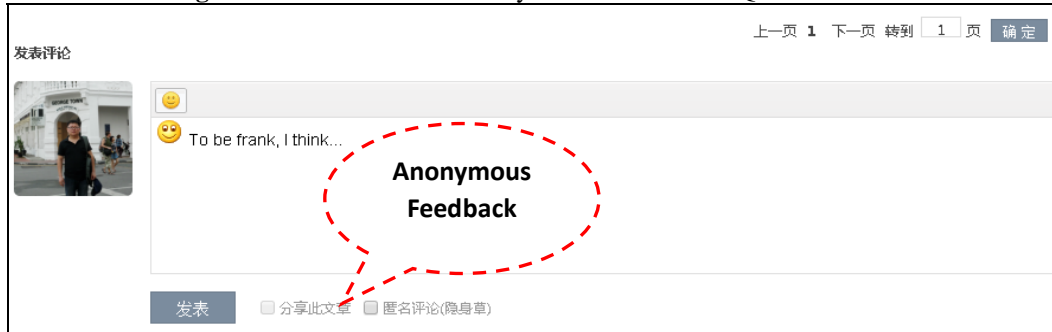 上一页 1 下一页 转到 1 页 确定
发表评论
To be frank, I think...
Anonymous
Feedback
发表 分享此文章 匿名评论(隐身草)